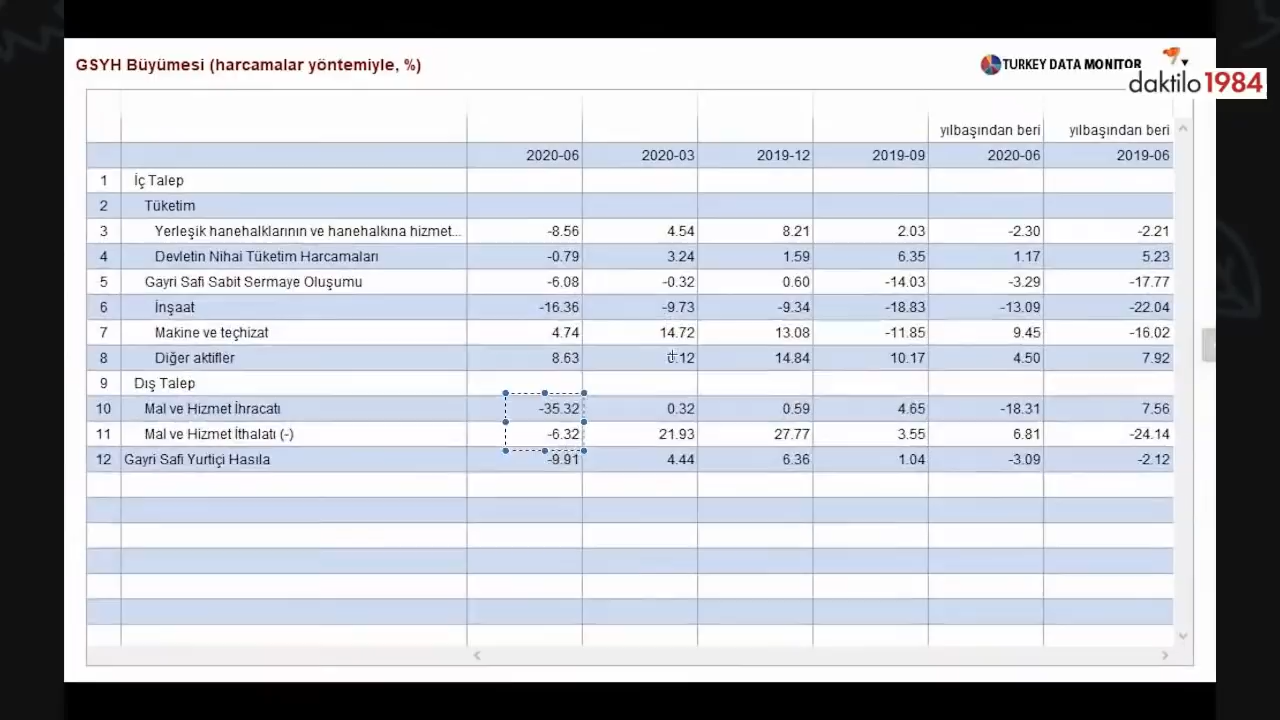 GSYH Büyümesi (harcamalar yöntemiyle, %)
TURKEY DATA MONITOR
daktilo1984
yılbaşından beri yılbaşından beri
2020-06 2020-03 2019-12 2019-09 2020-06 2019-06
1 İç Talep
2 Tüketim
3 Yerleşik hanehalklarının ve hanehalkına hizmet... -8.56 4.54 8.21 2.03 -2.30 -2.21
4 Devletin Nihai Tüketim Harcamaları -0.79 3.24 1.59 6.35 1.17 5.23
5 Gayri Safi Sabit Sermaye Oluşumu -6.08 -0.32 0.60 -14.03 -3.29 -17.77
6 İnşaat -16.36 -9.73 -9.34 -18.83 -13.09 -22.04
7 Makine ve teçhizat 4.74 14.72 13.08 -11.85 9.45 -16.02
8 Diğer aktifler 8.63 0.12 14.84 10.17 4.50 7.92
9 Dış Talep
10 Mal ve Hizmet İhracatı -35.32 0.32 0.59 4.65 -18.31 7.56
11 Mal ve Hizmet İthalatı (-) -6.32 21.93 27.77 3.55 6.81 -24.14
12 Gayri Safi Yurtiçi Hasıla -9.91 4.44 6.36 1.04 -3.09 -2.12